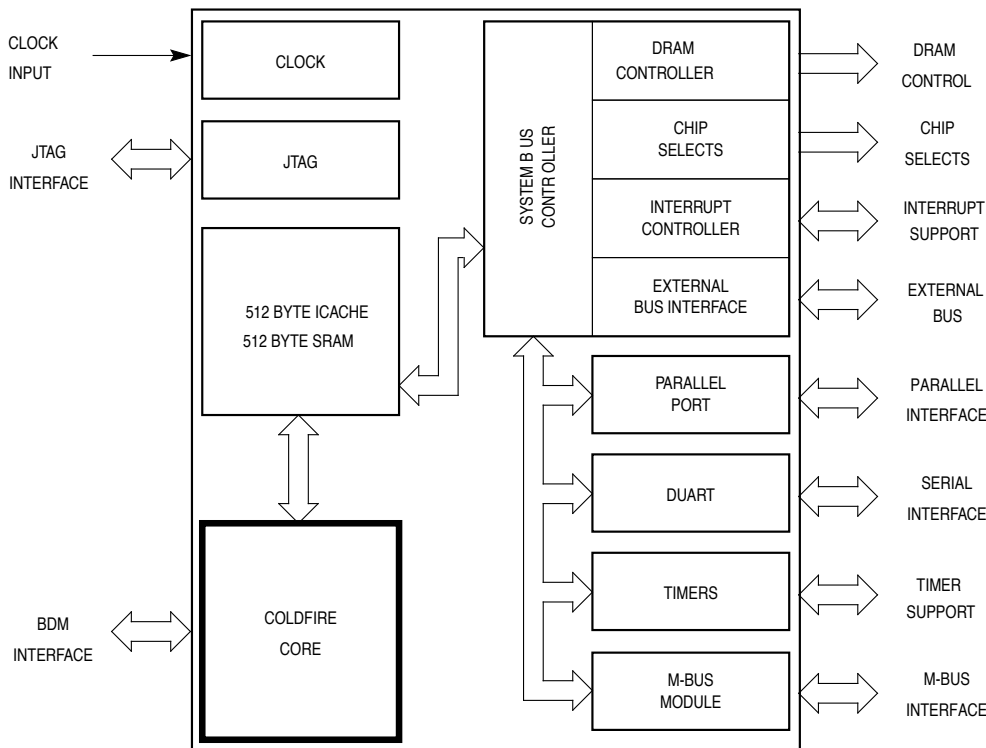 CLOCK
INPUT
CLOCK
JTAG
INTERFACE
JTAG
512 BYTE ICACHE
512 BYTE SRAM
BDM
INTERFACE
COLDFIRE
CORE
SYSTEM B US
CONTR OLLER
DRAM
CONTROLLER
CHIP
SELECTS
INTERRUPT
CONTROLLER
EXTERNAL
BUS INTERFACE
PARALLEL
PORT
DUART
TIMERS
M-BUS
MODULE
DRAM
CONTROL
CHIP
SELECTS
INTERRUPT
SUPPORT
EXTERNAL
BUS
PARALLEL
INTERFACE
SERIAL
INTERFACE
TIMER
SUPPORT
M-BUS
INTERFACE